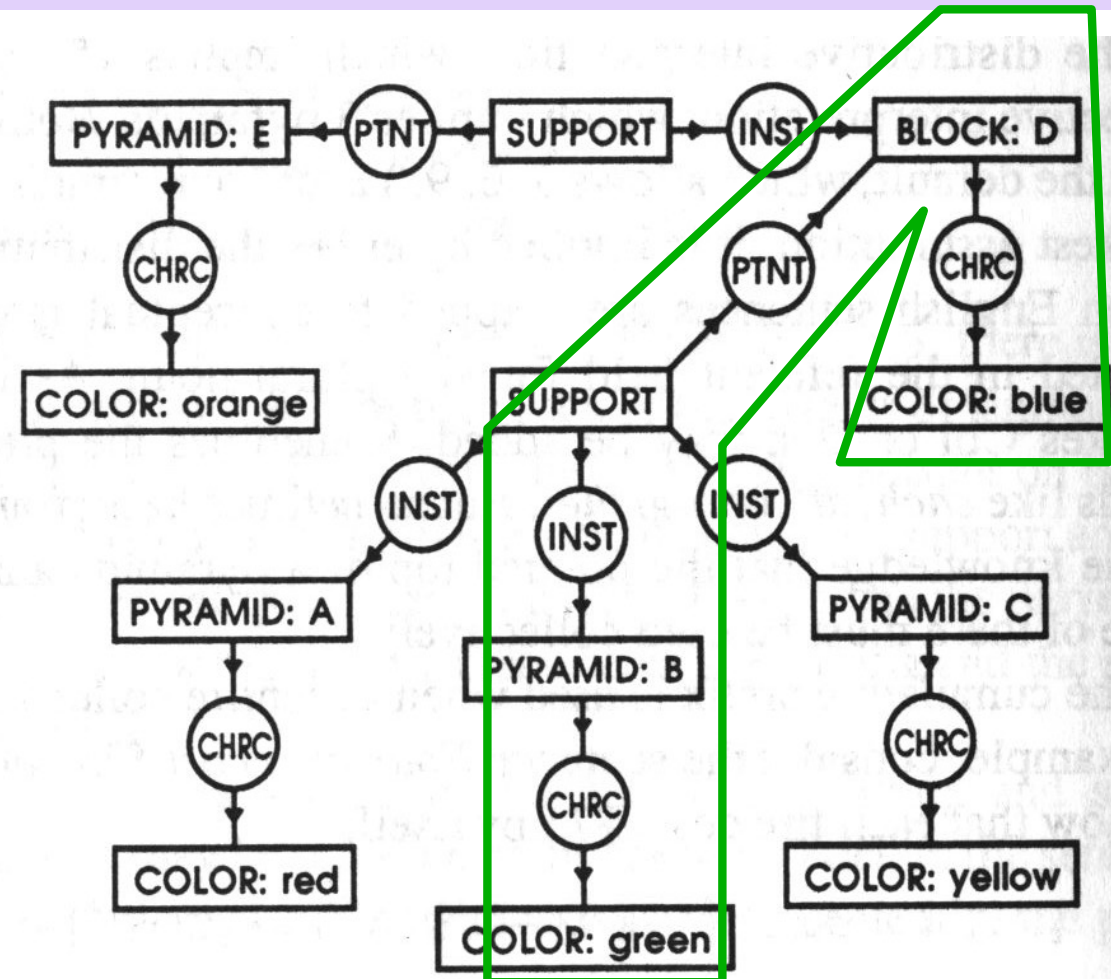 PYRAMID: E
PTNT
SUPPORT
INST
BLOCK: D
CHRC
PTNT
CHRC
COLOR: orange
SUPPORT
COLOR: blue
INST
INST
INST
PYRAMID: A
PYRAMID: B
PYRAMID: C
CHRC
CHRC
CHRC
COLOR: red
COLOR: green
COLOR: yellow